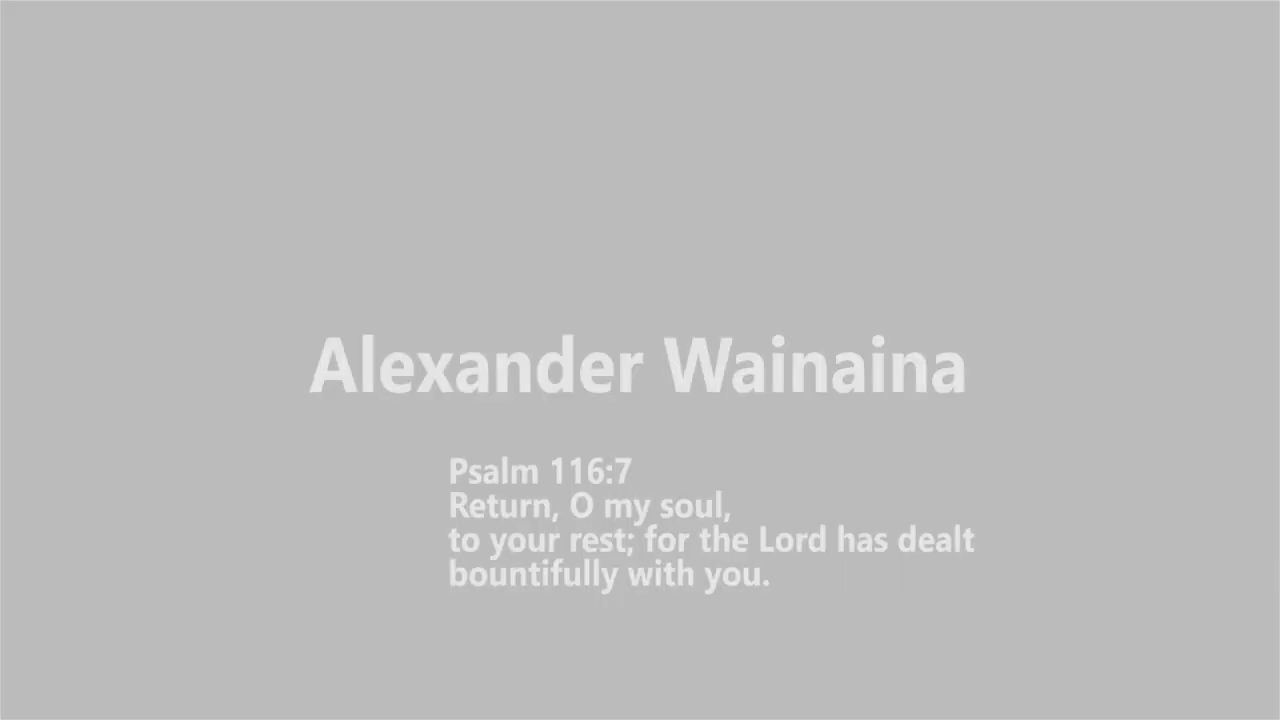 Alexander Wainaina
Psalm 116:7
Return, O my soul,
to your rest; for the Lord has dealt
bountifully with you.